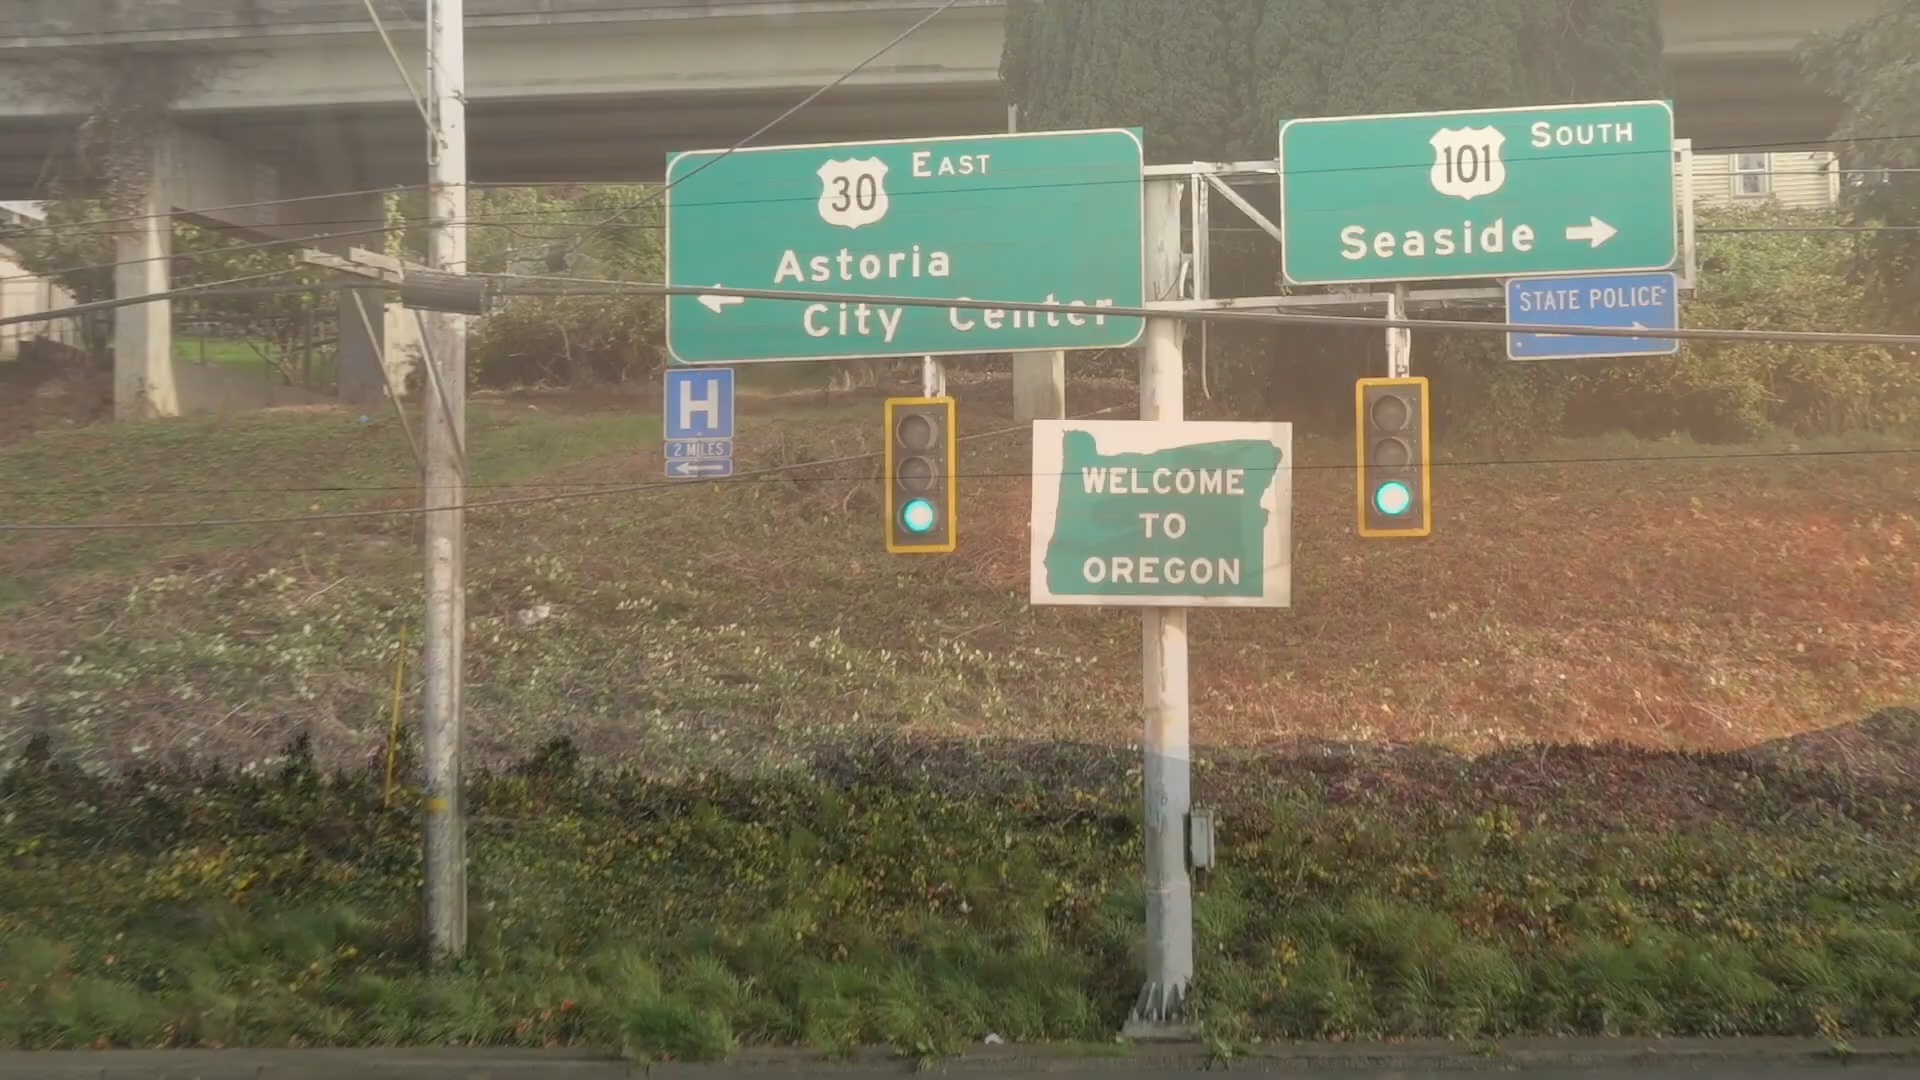 30 EAST
Astoria
City Center
101 SOUTH
Seaside
STATE POLICE
H
2 MILES
WELCOME
TO
OREGON